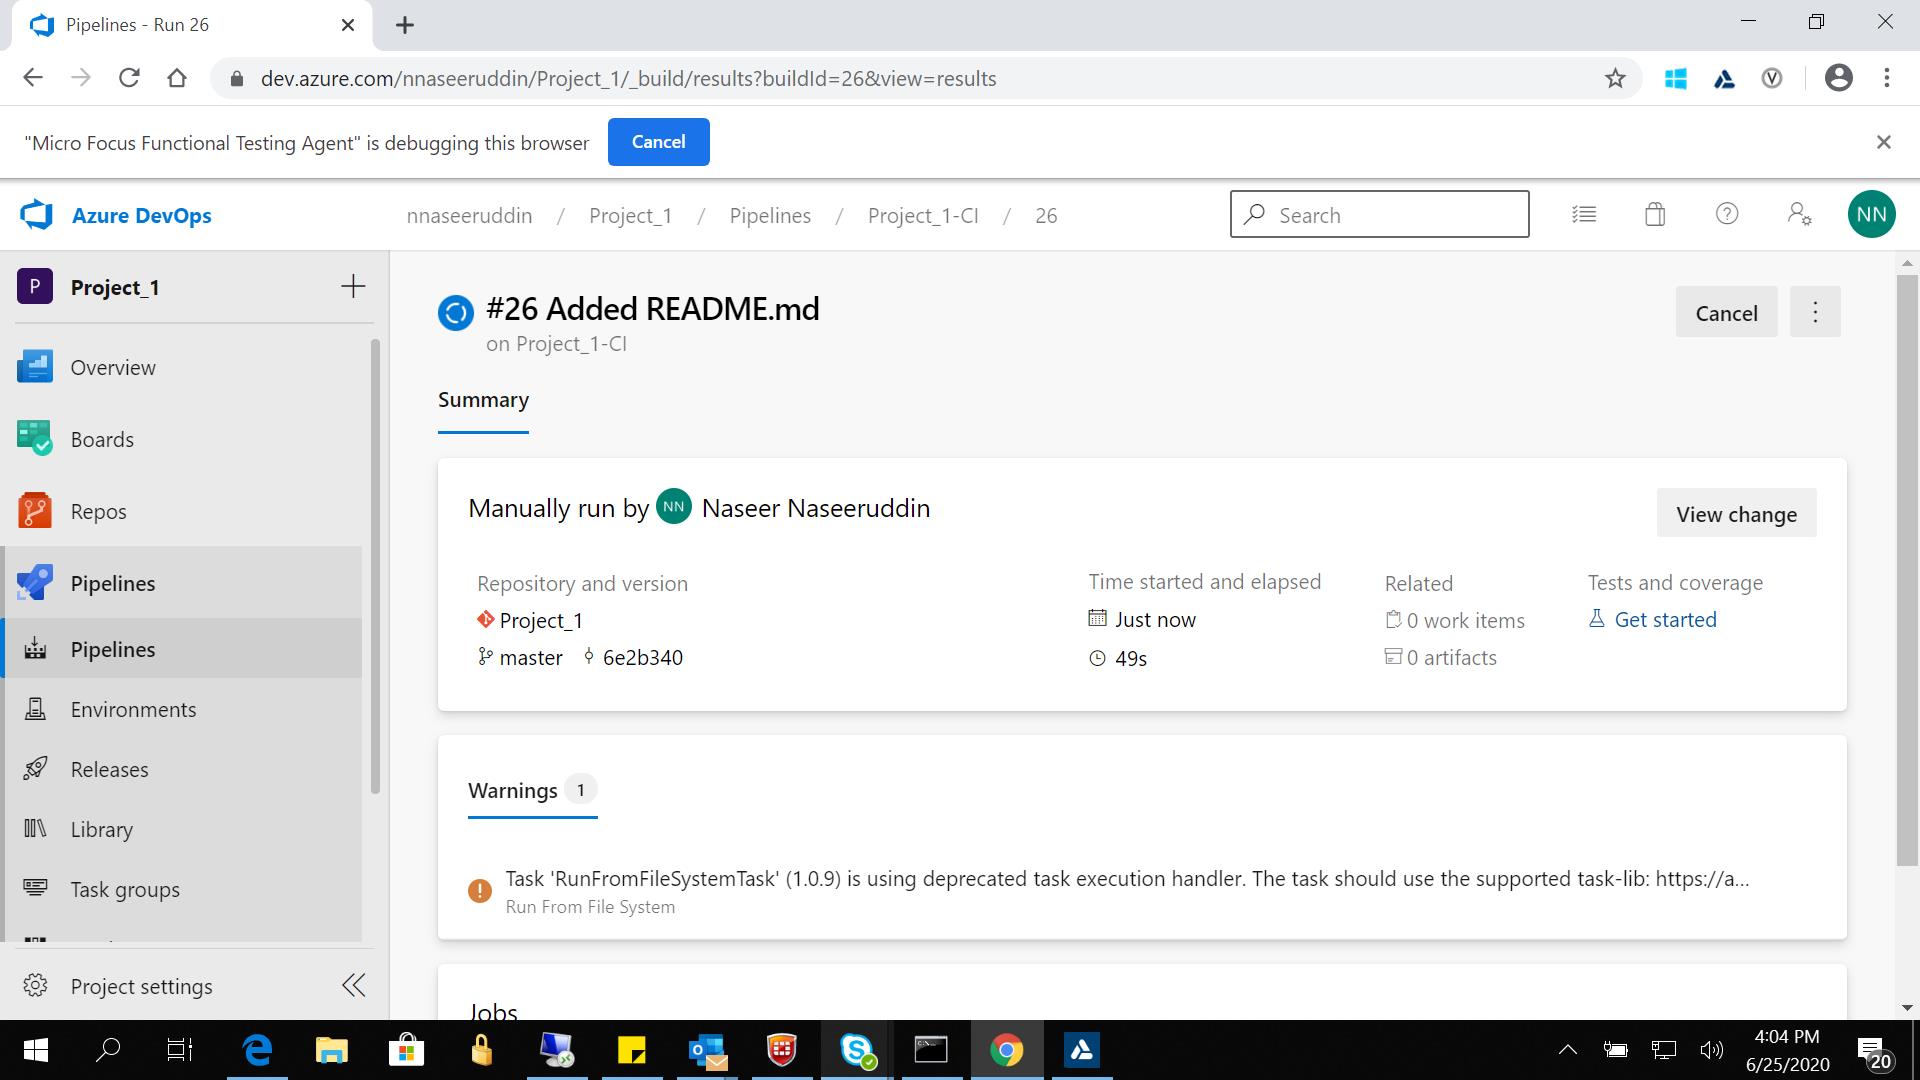 Pipelines - Run 26
dev.azure.com/nnaseeruddin/Project_1/_build/results?buildId=26&view=results
"Micro Focus Functional Testing Agent" is debugging this browser
Cancel
Azure DevOps
nnaseeruddin / Project_1 / Pipelines / Project_1-CI / 26
Search
NN
P
Project_1
Overview
Boards
Repos
Pipelines
Pipelines
Environments
Releases
Library
Task groups
Project settings
#26 Added README.md
on Project_1-CI
Cancel
Summary
Manually run by NN Naseer Naseeruddin
View change
Repository and version
Project_1
master 6e2b340
Time started and elapsed
Just now
49s
Related
0 work items
0 artifacts
Tests and coverage
Get started
Warnings 1
Task 'RunFromFileSystemTask' (1.0.9) is using deprecated task execution handler. The task should use the supported task-lib: https://a...
Run From File System
Jobs
4:04 PM
6/25/2020
20